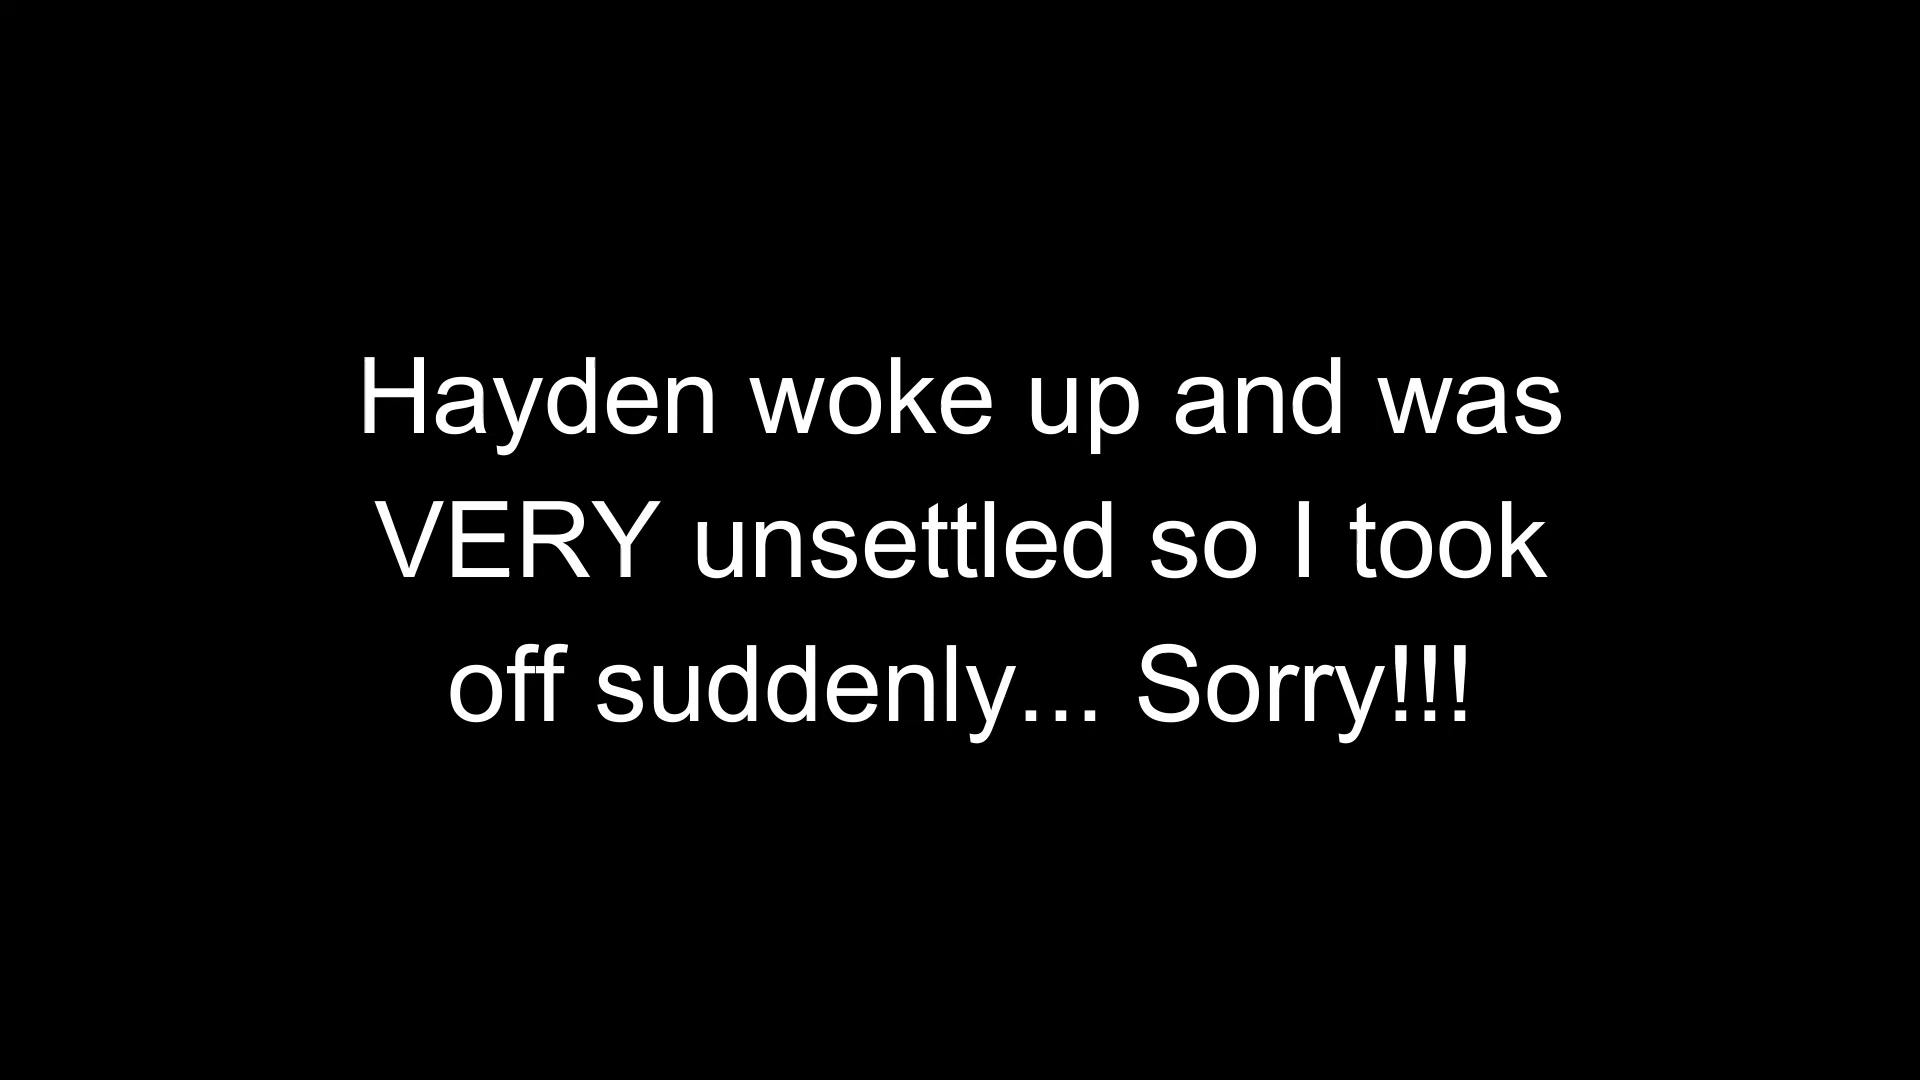 Hayden woke up and was
VERY unsettled so I took
off suddenly... Sorry!!!